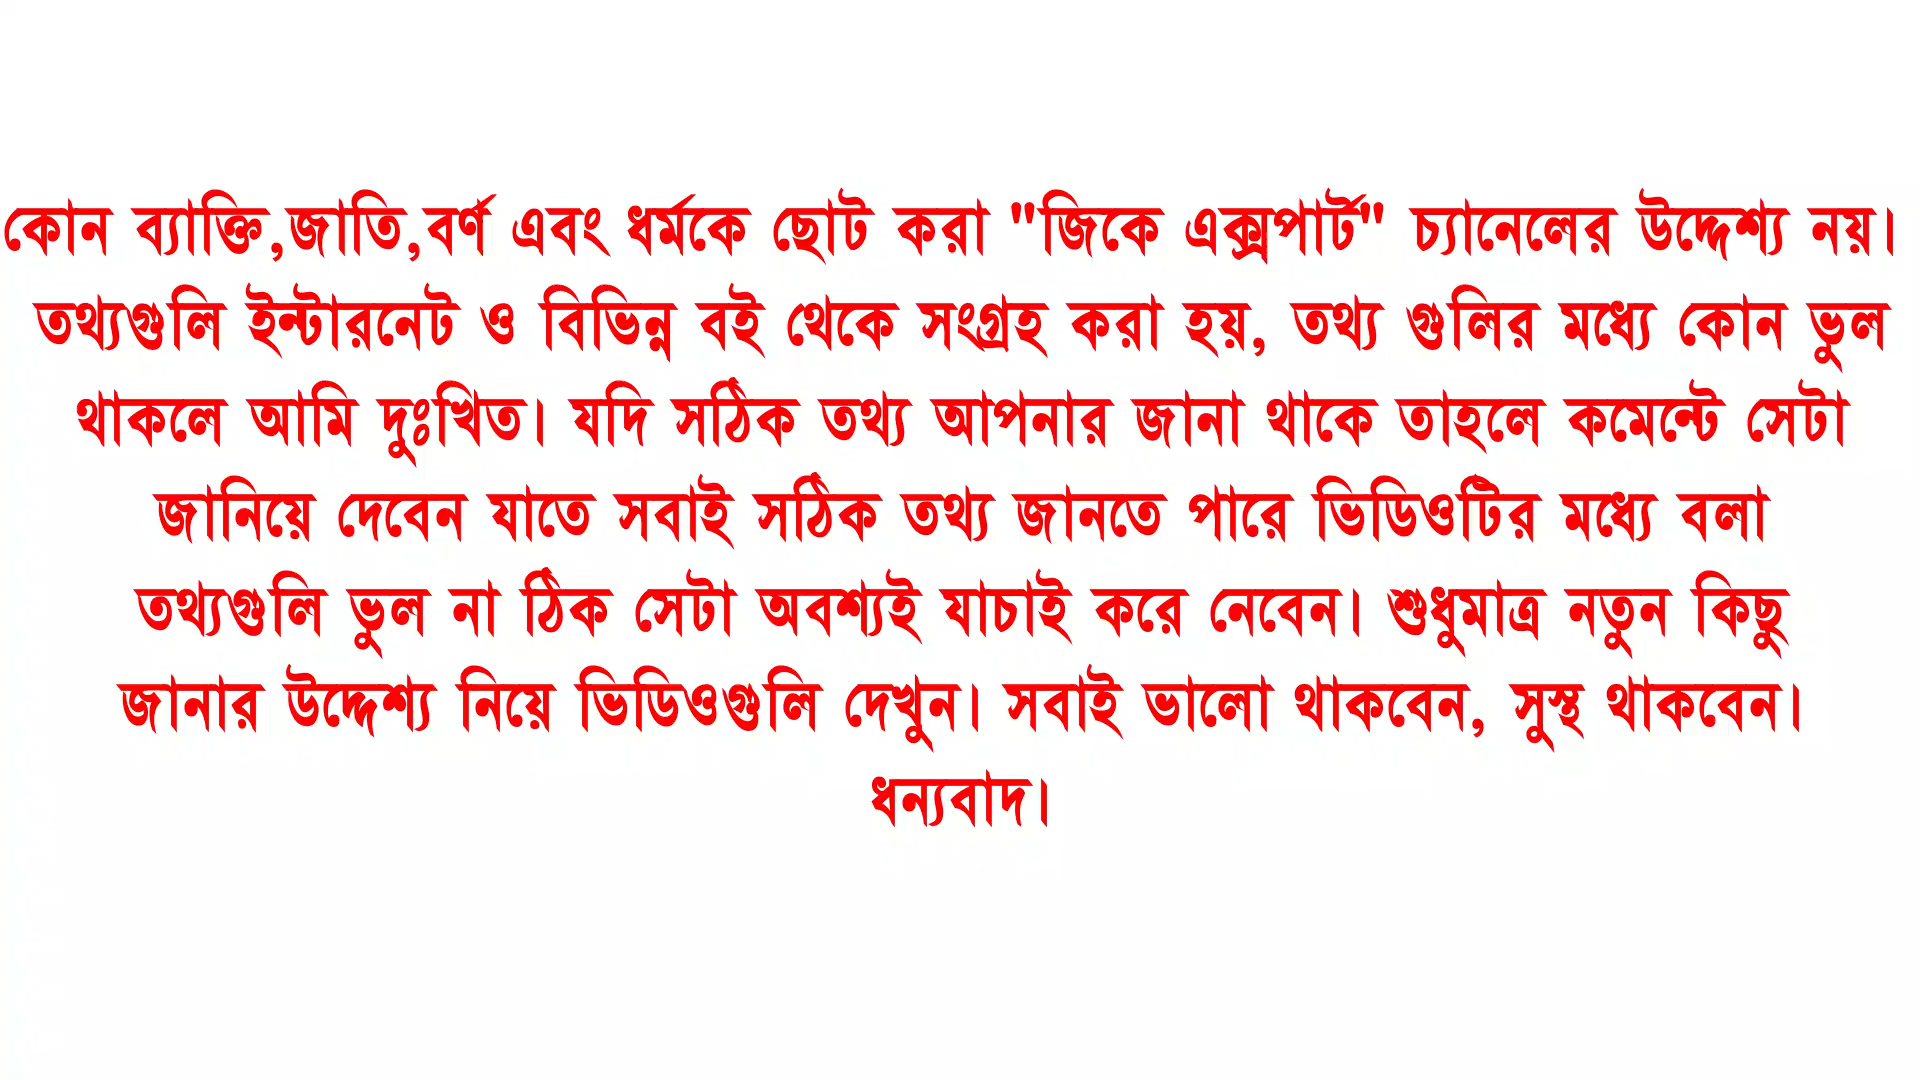 কোন ব্যাক্তি,জাতি,বর্ণ এবং ধর্মকে ছোট করা "জিকে এক্সপার্ট" চ্যানেলের উদ্দেশ্য নয়।
তথ্যগুলি ইন্টারনেট ও বিভিন্ন বই থেকে সংগ্রহ করা হয়, তথ্য গুলির মধ্যে কোন ভুল
থাকলে আমি দুঃখিত। যদি সঠিক তথ্য আপনার জানা থাকে তাহলে কমেন্টে সেটা
জানিয়ে দেবেন যাতে সবাই সঠিক তথ্য জানতে পারে ভিডিওটির মধ্যে বলা
তথ্যগুলি ভুল না ঠিক সেটা অবশ্যই যাচাই করে নেবেন। শুধুমাত্র নতুন কিছু
জানার উদ্দেশ্য নিয়ে ভিডিওগুলি দেখুন। সবাই ভালো থাকবেন, সুস্থ থাকবেন।
ধন্যবাদ।